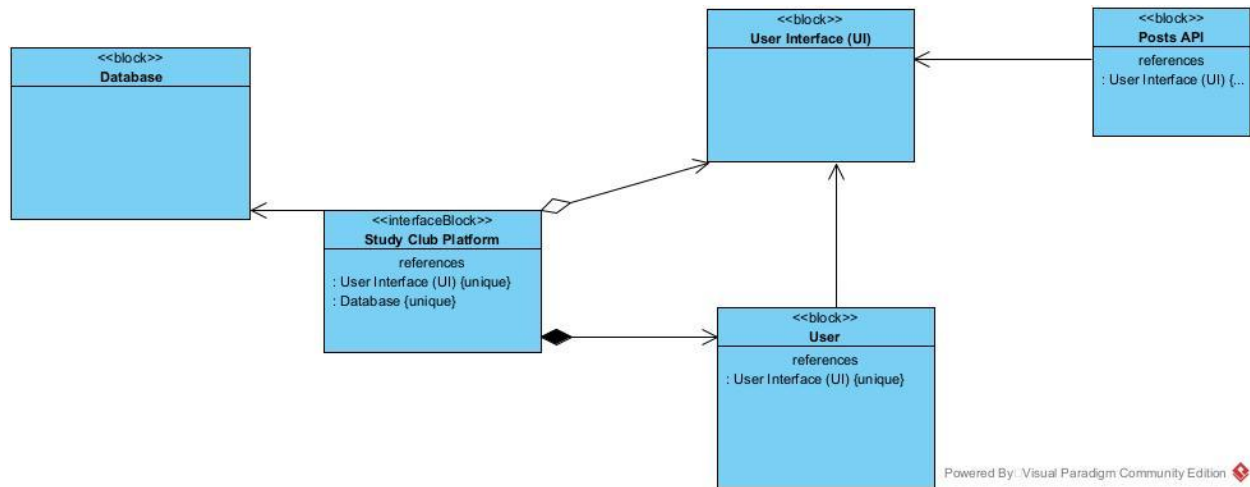 <<block>>
Database
<<block>>
User Interface (UI)
<<block>>
Posts API
references
: User Interface (UI) {...
<<interfaceBlock>>
Study Club Platform
references
: User Interface (UI) {unique}
: Database {unique}
<<block>>
User
references
: User Interface (UI) {unique}
Powered By Visual Paradigm Community Edition